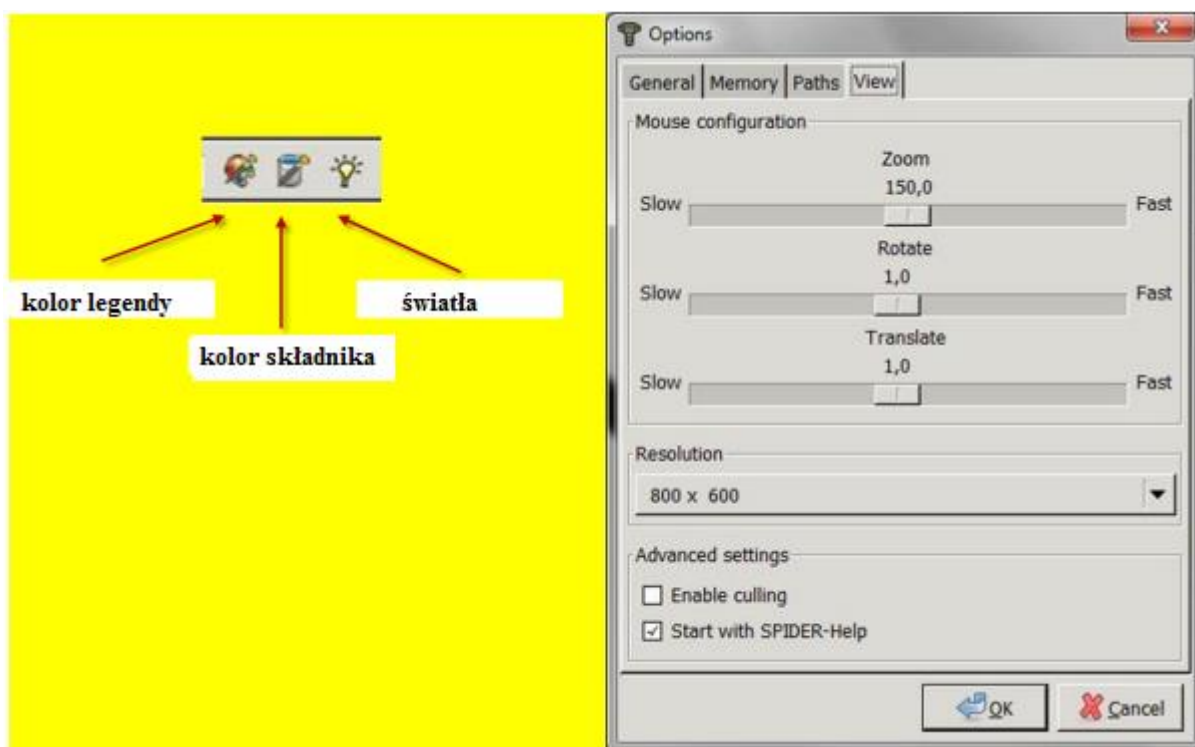 kolor legendy
światła
kolor składnika
Options
General Memory Paths View
Mouse configuration
Zoom
150,0
Slow Fast
Rotate
1,0
Slow Fast
Translate
1,0
Slow Fast
Resolution
800 x 600
Advanced settings
Enable culling
Start with SPIDER-Help
OK Cancel